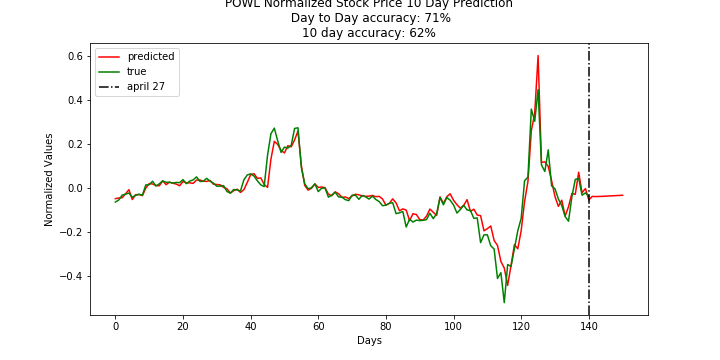 POWL Normalized Stock Price 10 Day Prediction
Day to Day accuracy: 71%
10 day accuracy: 62%
predicted
true
april 27
0.6
0.4
0.2
0.0
−0.2
−0.4
Normalized Values
0 20 40 60 80 100 120 140
Days